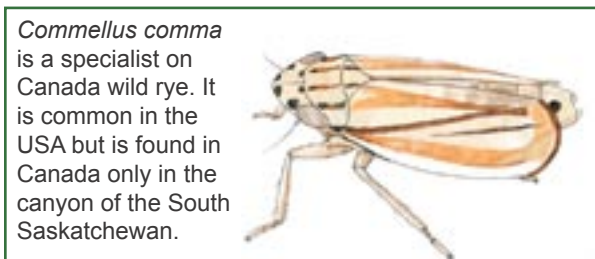 Commellus comma
is a specialist on
Canada wild rye. It
is common in the
USA but is found in
Canada only in the
canyon of the South
Saskatchewan.